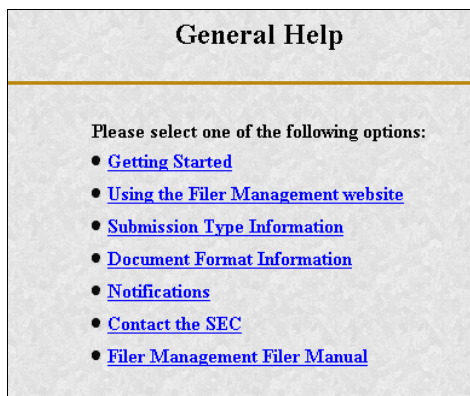 General Help
Please select one of the following options:
Getting Started
Using the Filer Management website
Submission Type Information
Document Format Information
Notifications
Contact the SEC
Filer Management Filer Manual